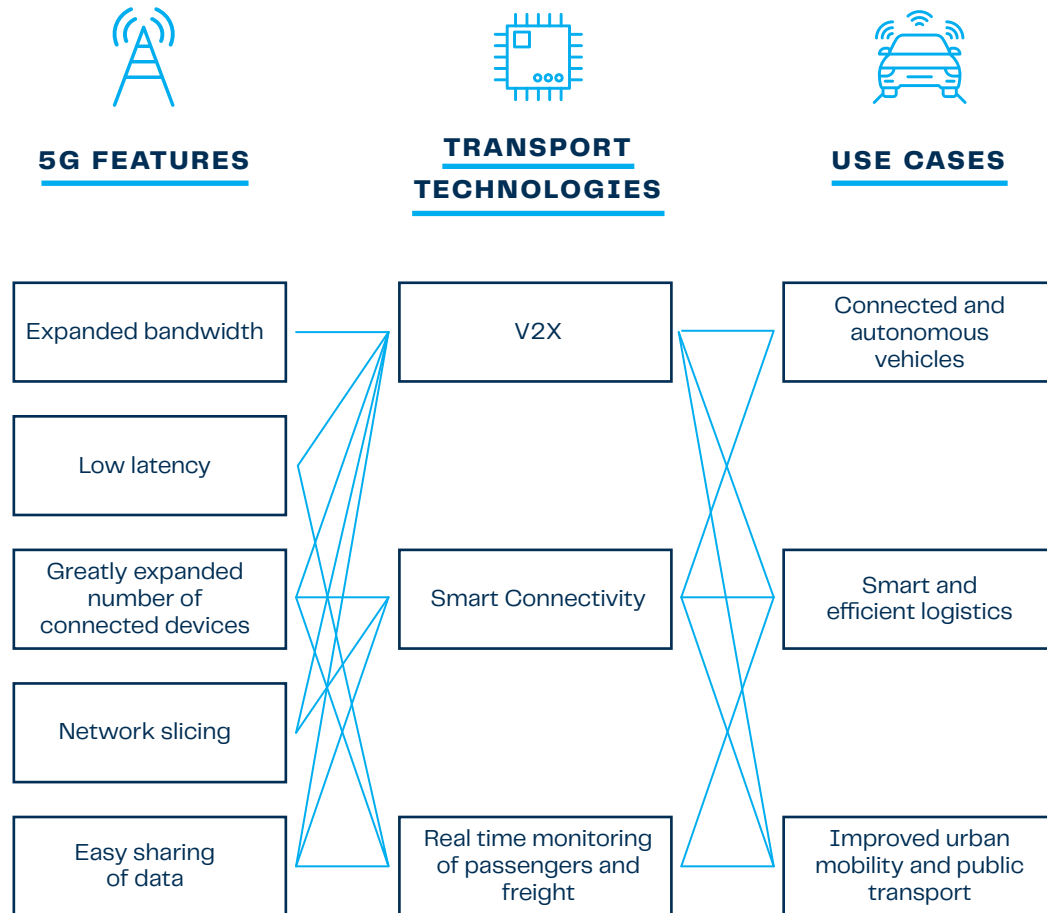 5G FEATURES
TRANSPORT
TECHNOLOGIES
USE CASES
Expanded bandwidth
Low latency
Greatly expanded
number of
connected devices
Network slicing
Easy sharing
of data
V2X
Smart Connectivity
Real time monitoring
of passengers and
freight
Connected and
autonomous
vehicles
Smart and
efficient logistics
Improved urban
mobility and public
transport